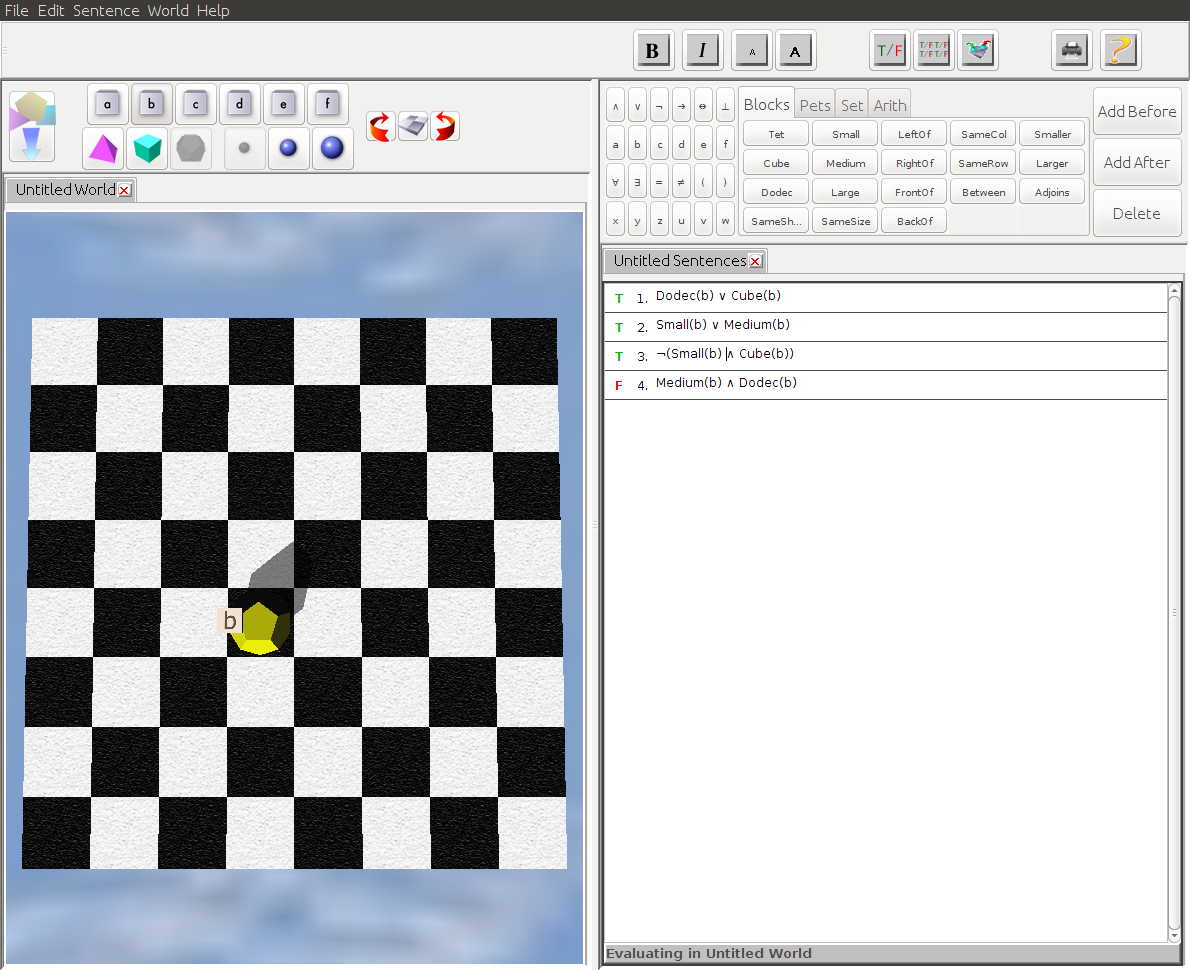 File Edit Sentence World Help
B I A A T/F T/FT/F T/FT/F ?
a b c d e f
Untitled World
b
∧ ∨ ¬ → ↔ ⊥
a b c d e f
∀ ∃ = ≠ ( )
x y z u v w
Blocks Pets Set Arith
Tet Small LeftOf SameCol Smaller
Cube Medium RightOf SameRow Larger
Dodec Large FrontOf Between Adjoins
SameSh... SameSize BackOf
Add Before
Add After
Delete
Untitled Sentences
T 1. Dodec(b) ∨ Cube(b)
T 2. Small(b) ∨ Medium(b)
T 3. ¬(Small(b) ∧ Cube(b))
F 4. Medium(b) ∧ Dodec(b)
Evaluating in Untitled World